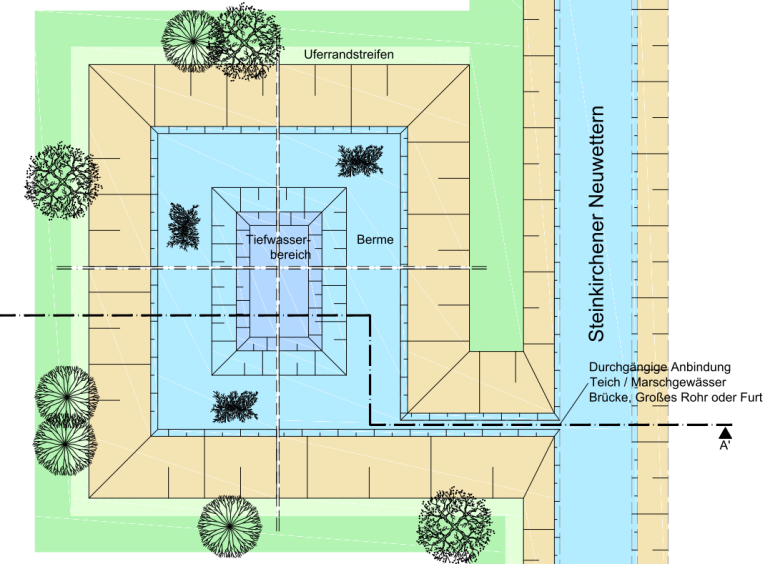 Uferrandstreifen
Tiefwasser-
bereich
Berme
Steinkirchener Neuwettern
Durchgängige Anbindung
Teich / Marschgewässer
Brücke, Großes Rohr oder Furt
A'